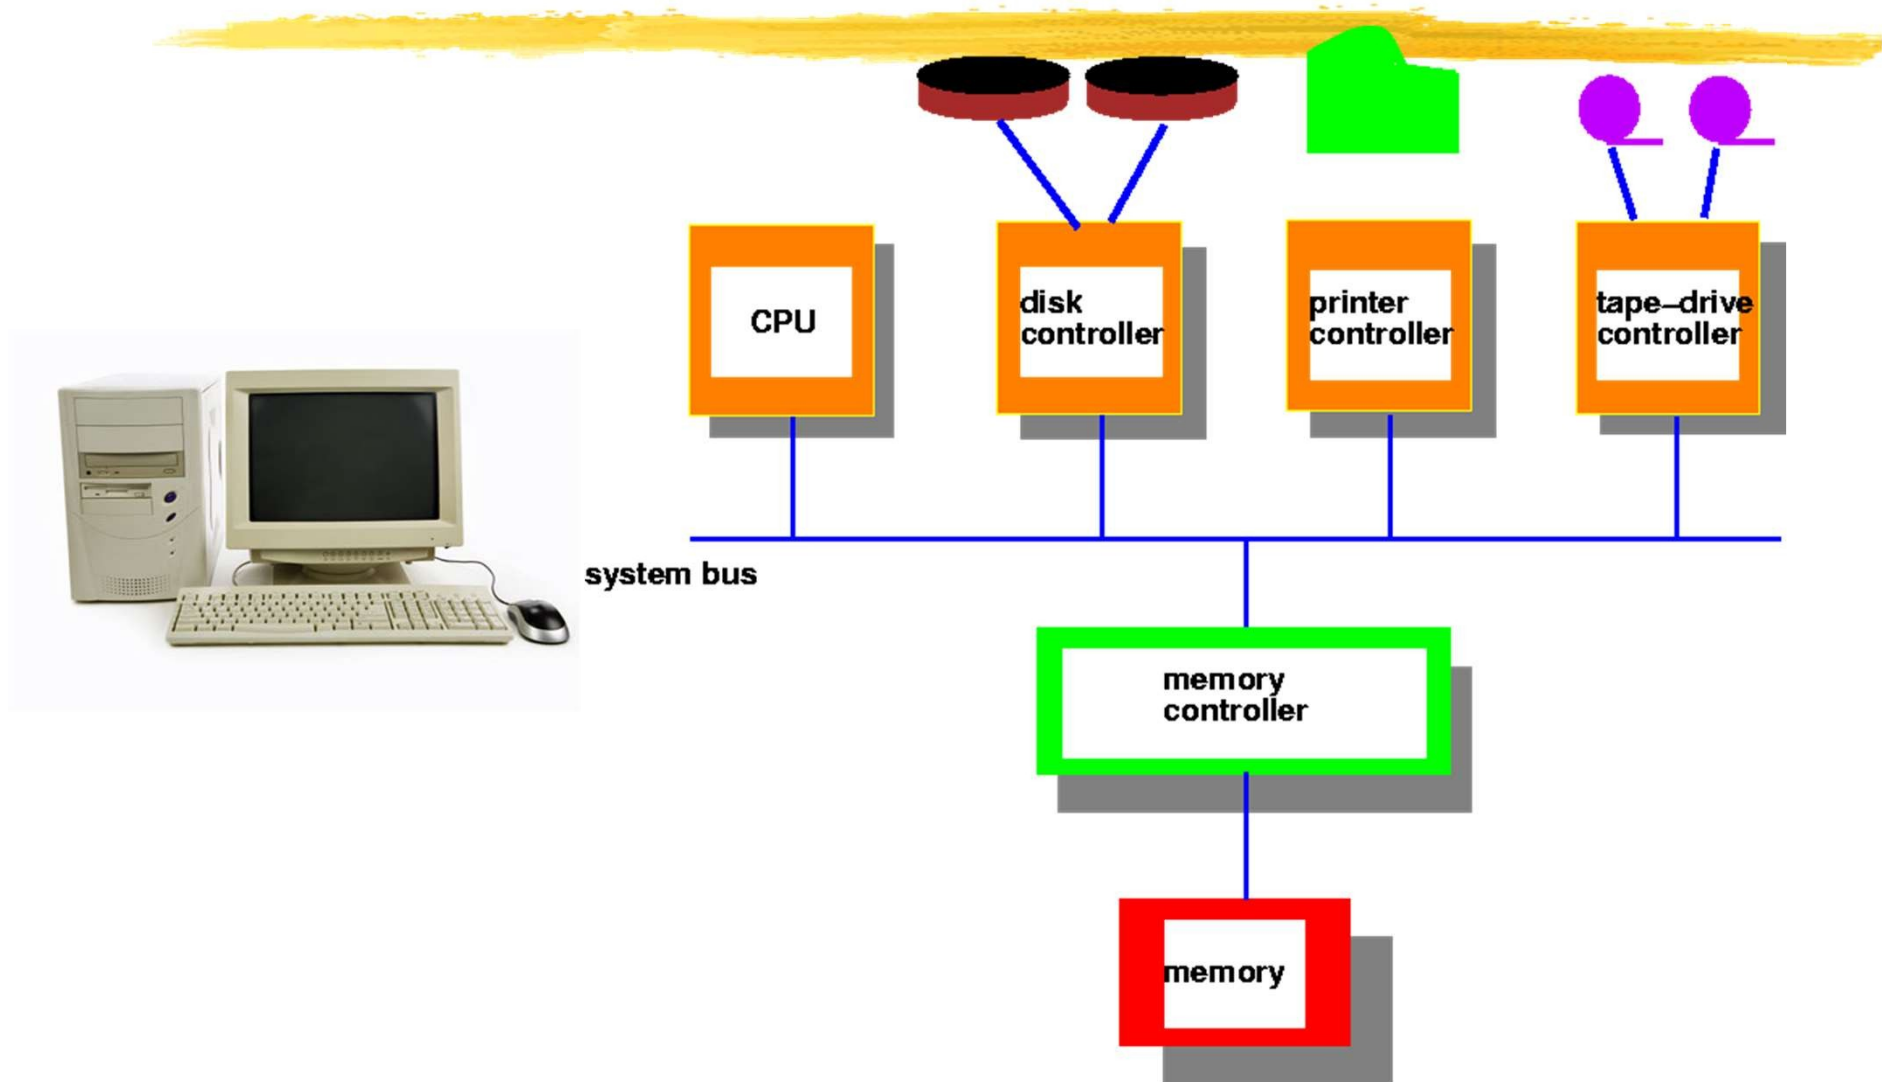 CPU
disk
controller
printer
controller
tape–drive
controller
system bus
memory
controller
memory